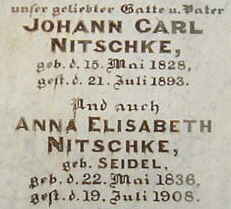 unser geliebter Gatte u. Vater
JOHANN CARL
NITSCHKE,
geb. d. 15. Mai 1828,
gest. d. 21. Juli 1893.
And auch
ANNA ELISABETH
NITSCHKE,
geb. SEIDEL,
geb. d. 22. Mai 1836,
gest. d. 19. Juli 1908.